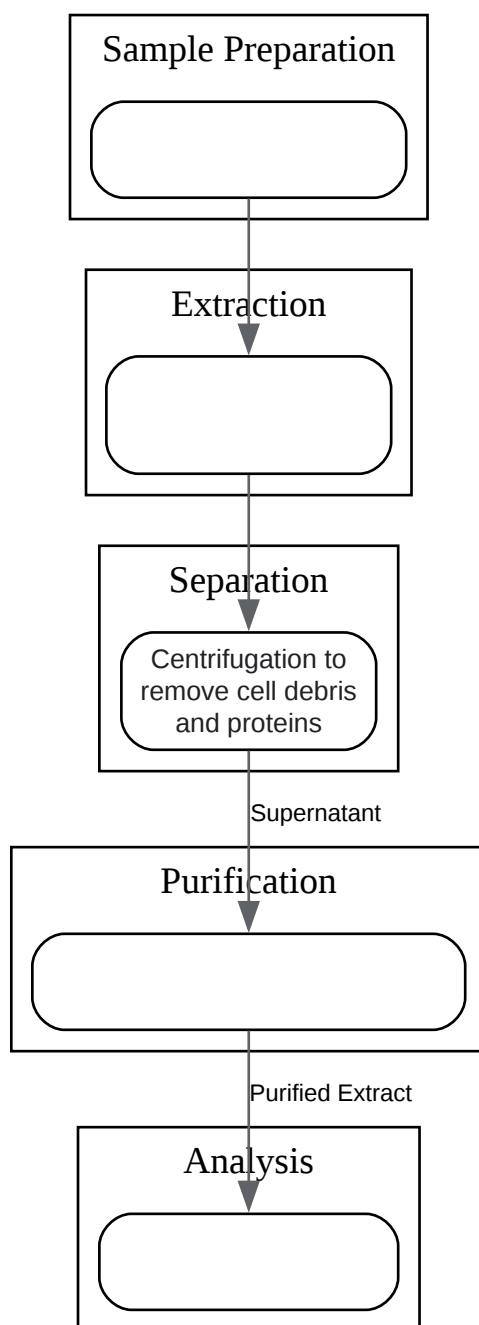 Sample Preparation
Extraction
Separation
Centrifugation to
remove cell debris
and proteins
Supernatant
Purification
Purified Extract
Analysis